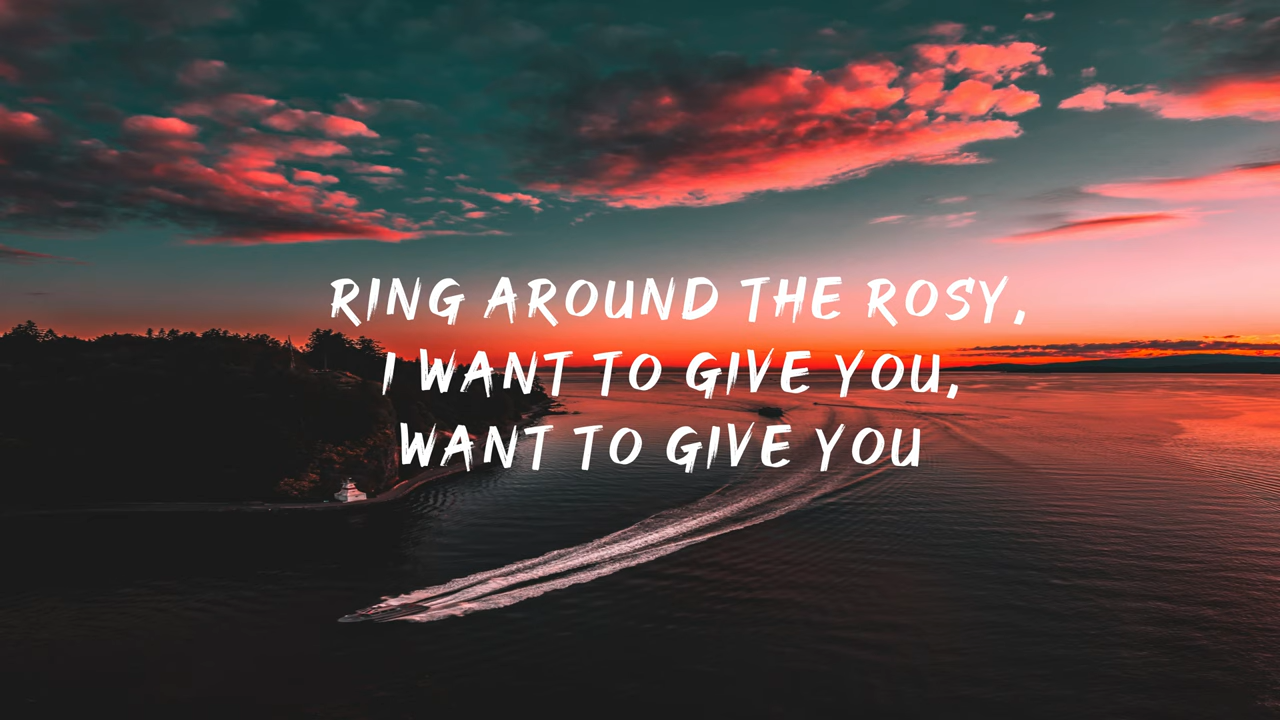 RING AROUND THE ROSY,
I WANT TO GIVE YOU,
WANT TO GIVE YOU